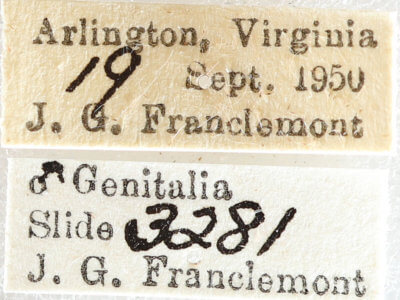 Arlington, Virginia
19 Sept. 1950
J. G. Franclemont
♂ Genitalia
Slide 3281
J. G. Franclemont